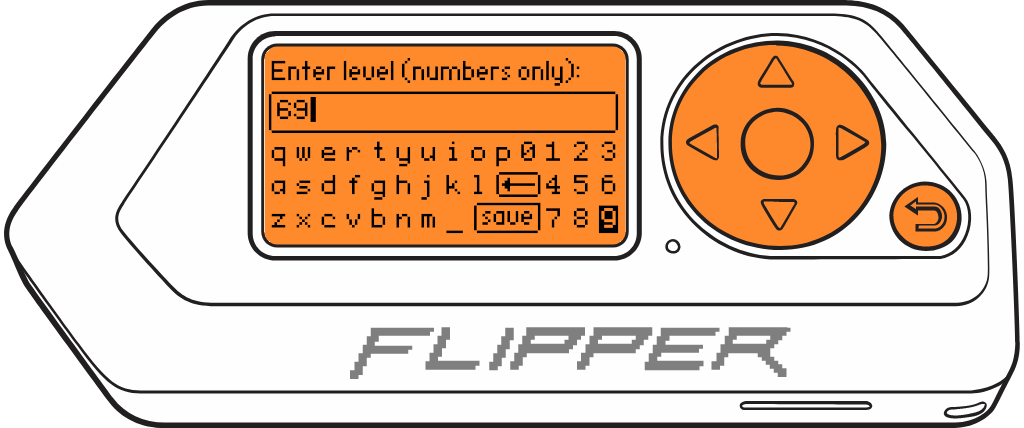 Enter level (numbers only):
69
q w e r t y u i o p 0 1 2 3
a s d f g h j k l 4 5 6
z x c v b n m _ save 7 8 9
FLIPPER